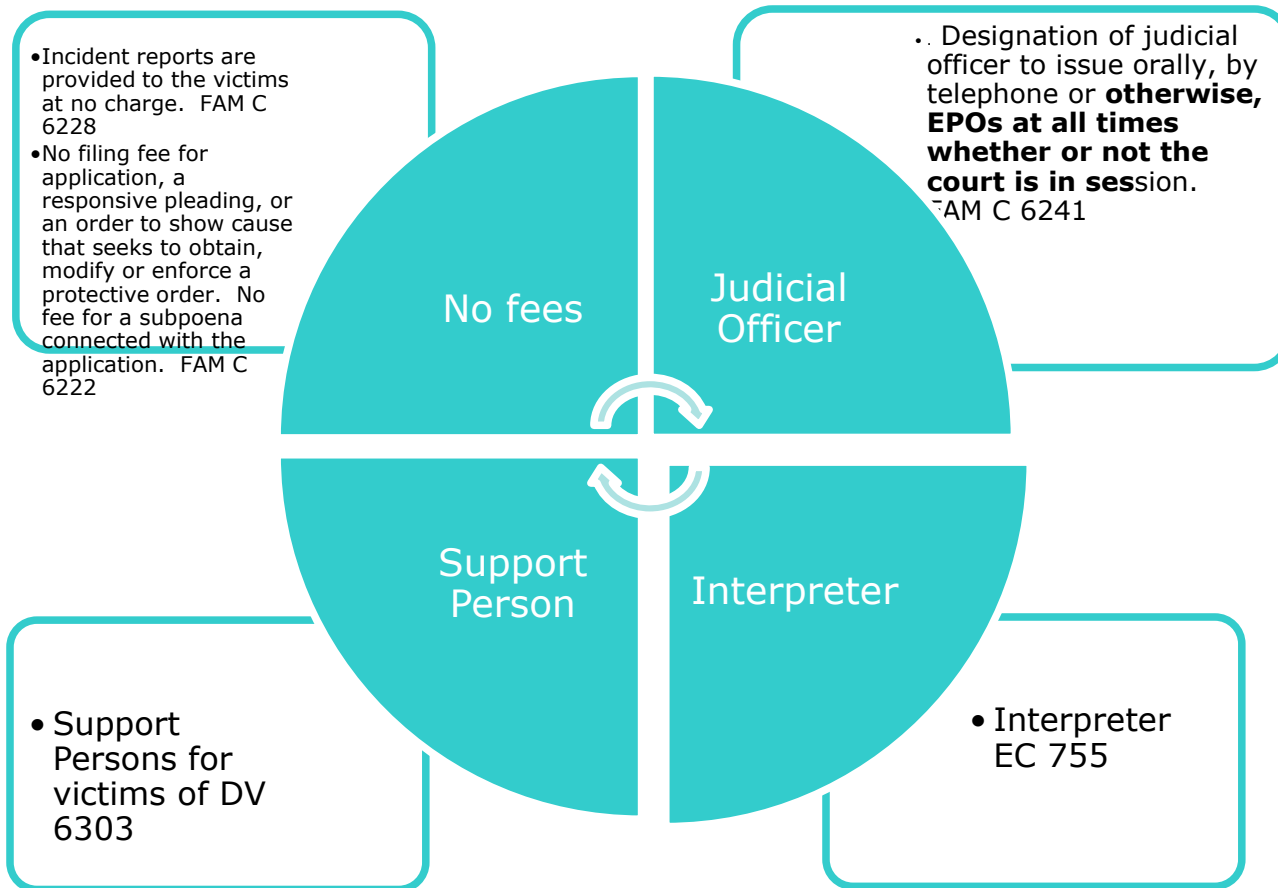 •Incident reports are
provided to the victims
at no charge. FAM C
6228
•No filing fee for
application, a
responsive pleading, or
an order to show cause
that seeks to obtain,
modify or enforce a
protective order. No
fee for a subpoena
connected with the
application. FAM C
6222
• . Designation of judicial
officer to issue orally, by
telephone or otherwise,
EPOs at all times
whether or not the
court is in session.
FAM C 6241
No fees
Judicial
Officer
Support
Person
Interpreter
• Support
Persons for
victims of DV
6303
• Interpreter
EC 755